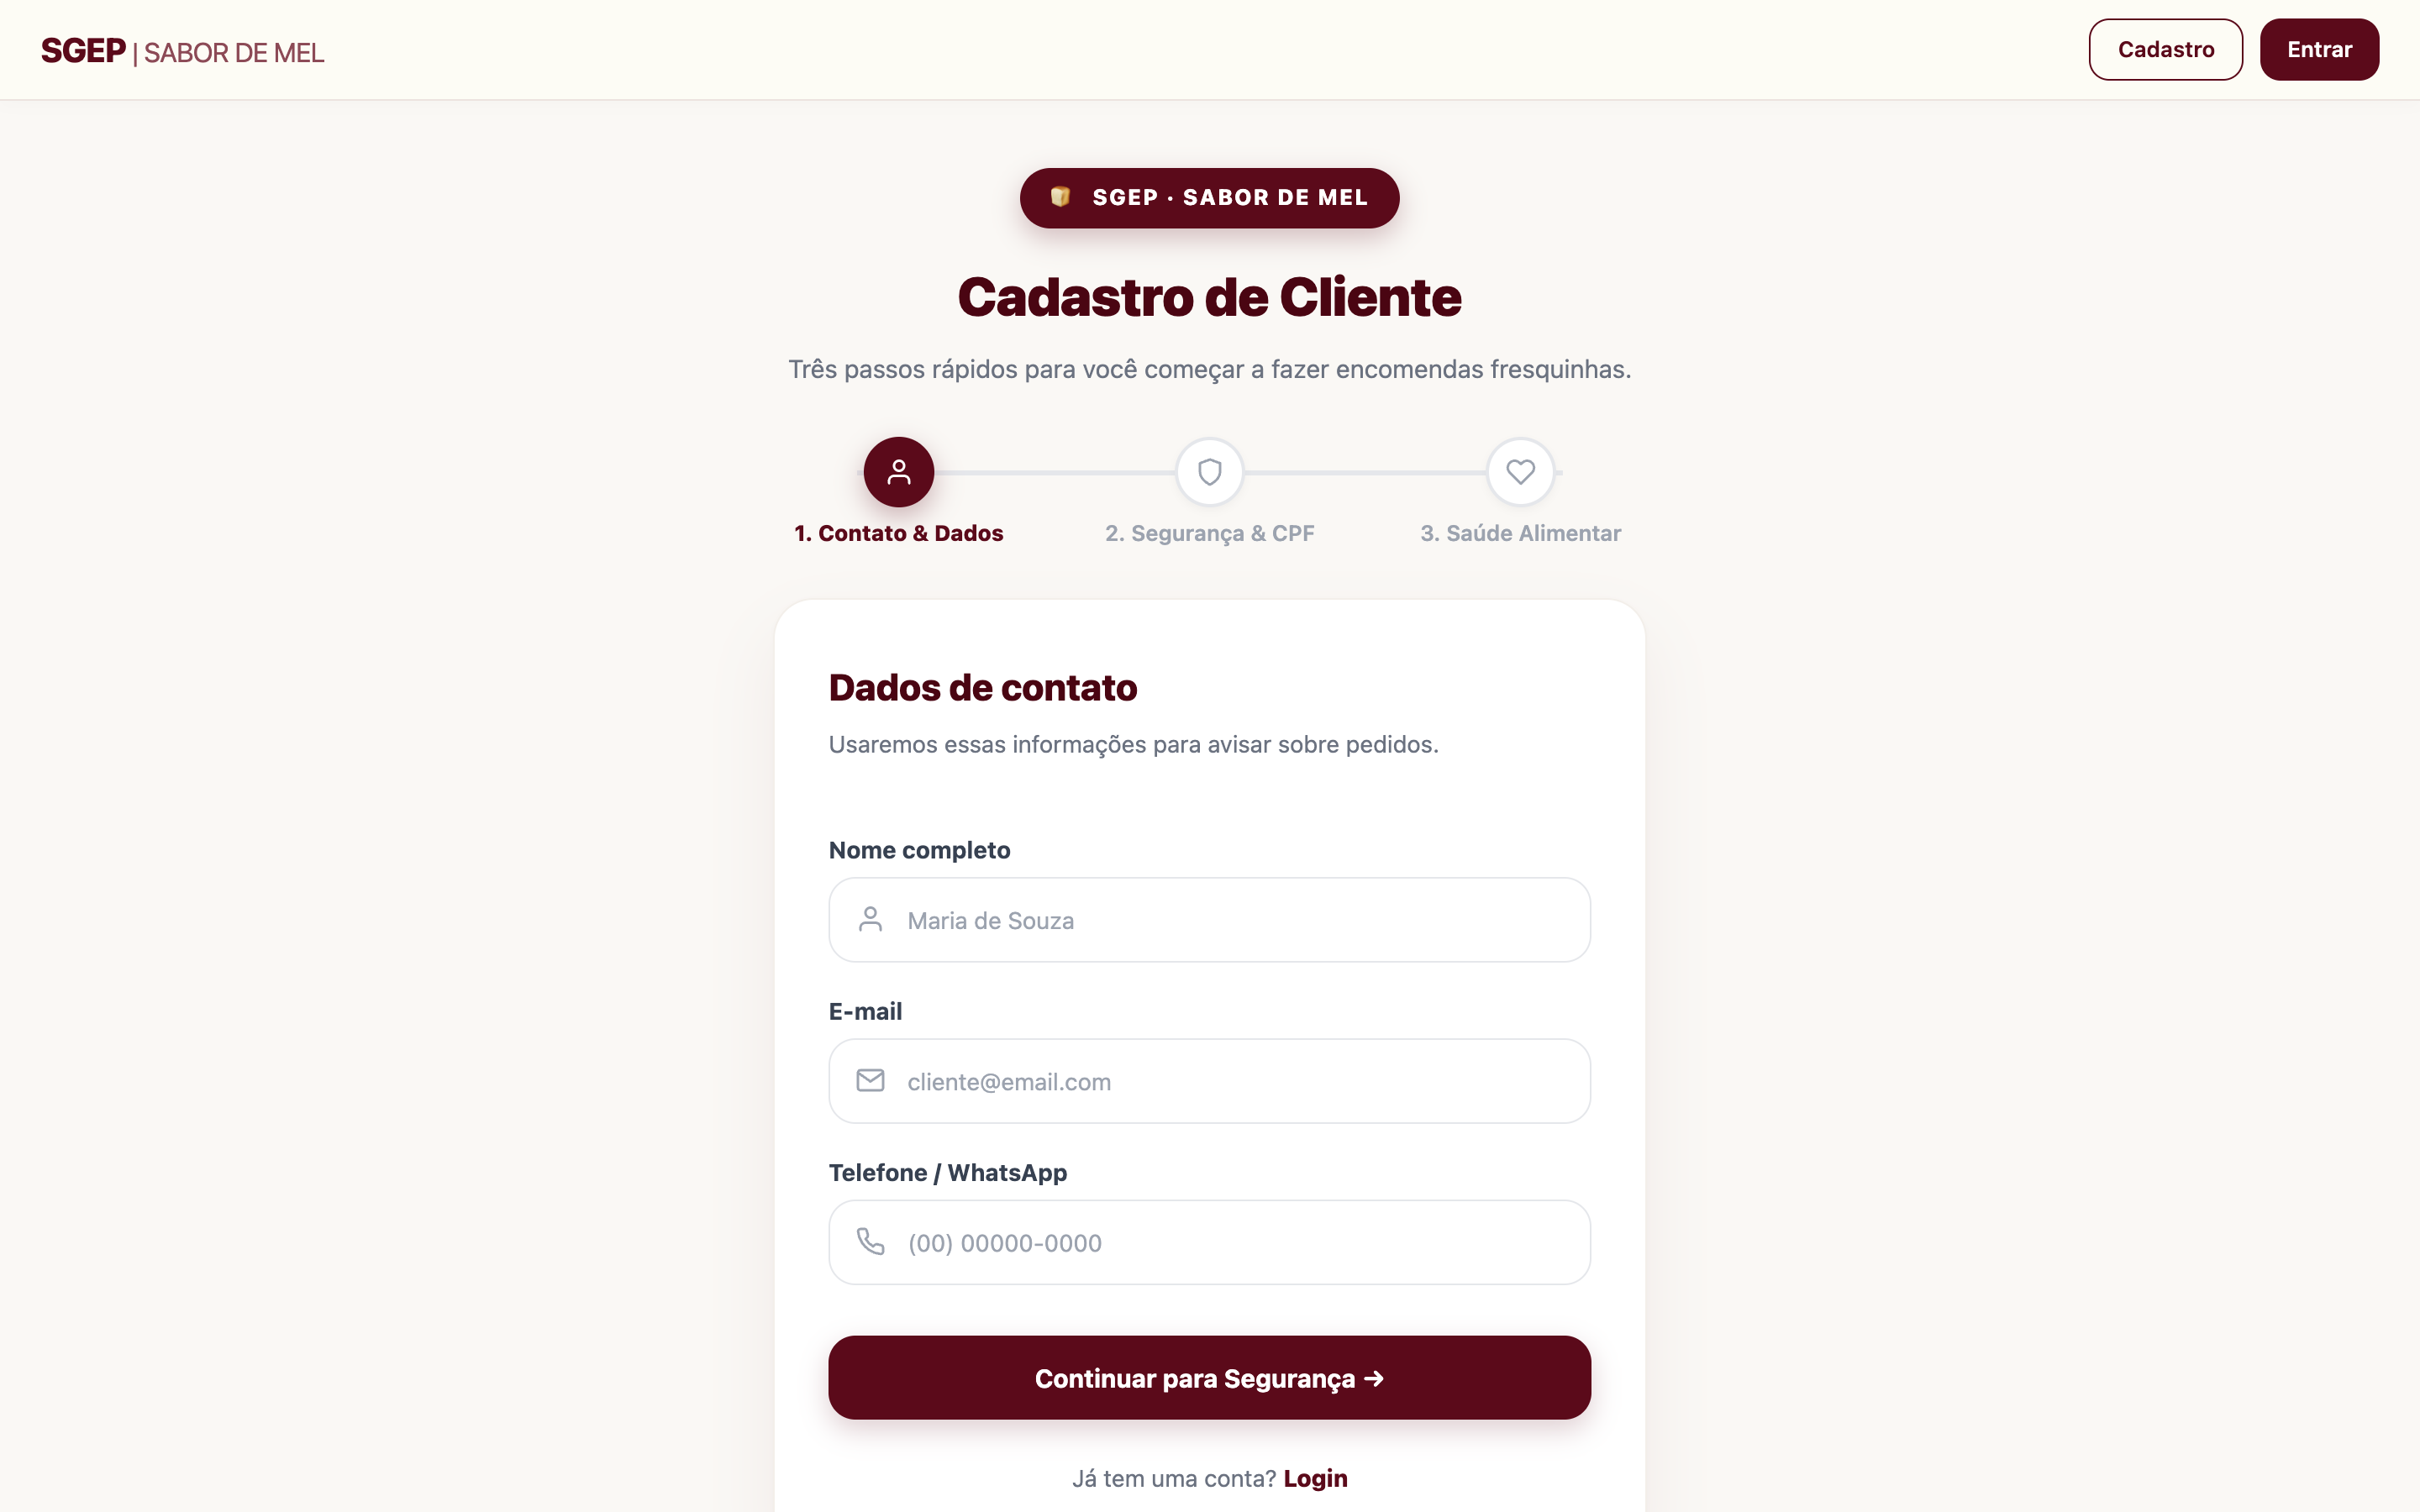 SGEP | SABOR DE MEL
Cadastro
Entrar
SGEP · SABOR DE MEL
Cadastro de Cliente
Três passos rápidos para você começar a fazer encomendas fresquinhas.
1. Contato & Dados
2. Segurança & CPF
3. Saúde Alimentar
Dados de contato
Usaremos essas informações para avisar sobre pedidos.
Nome completo
Maria de Souza
E-mail
cliente@email.com
Telefone / WhatsApp
(00) 00000-0000
Continuar para Segurança →
Já tem uma conta? Login